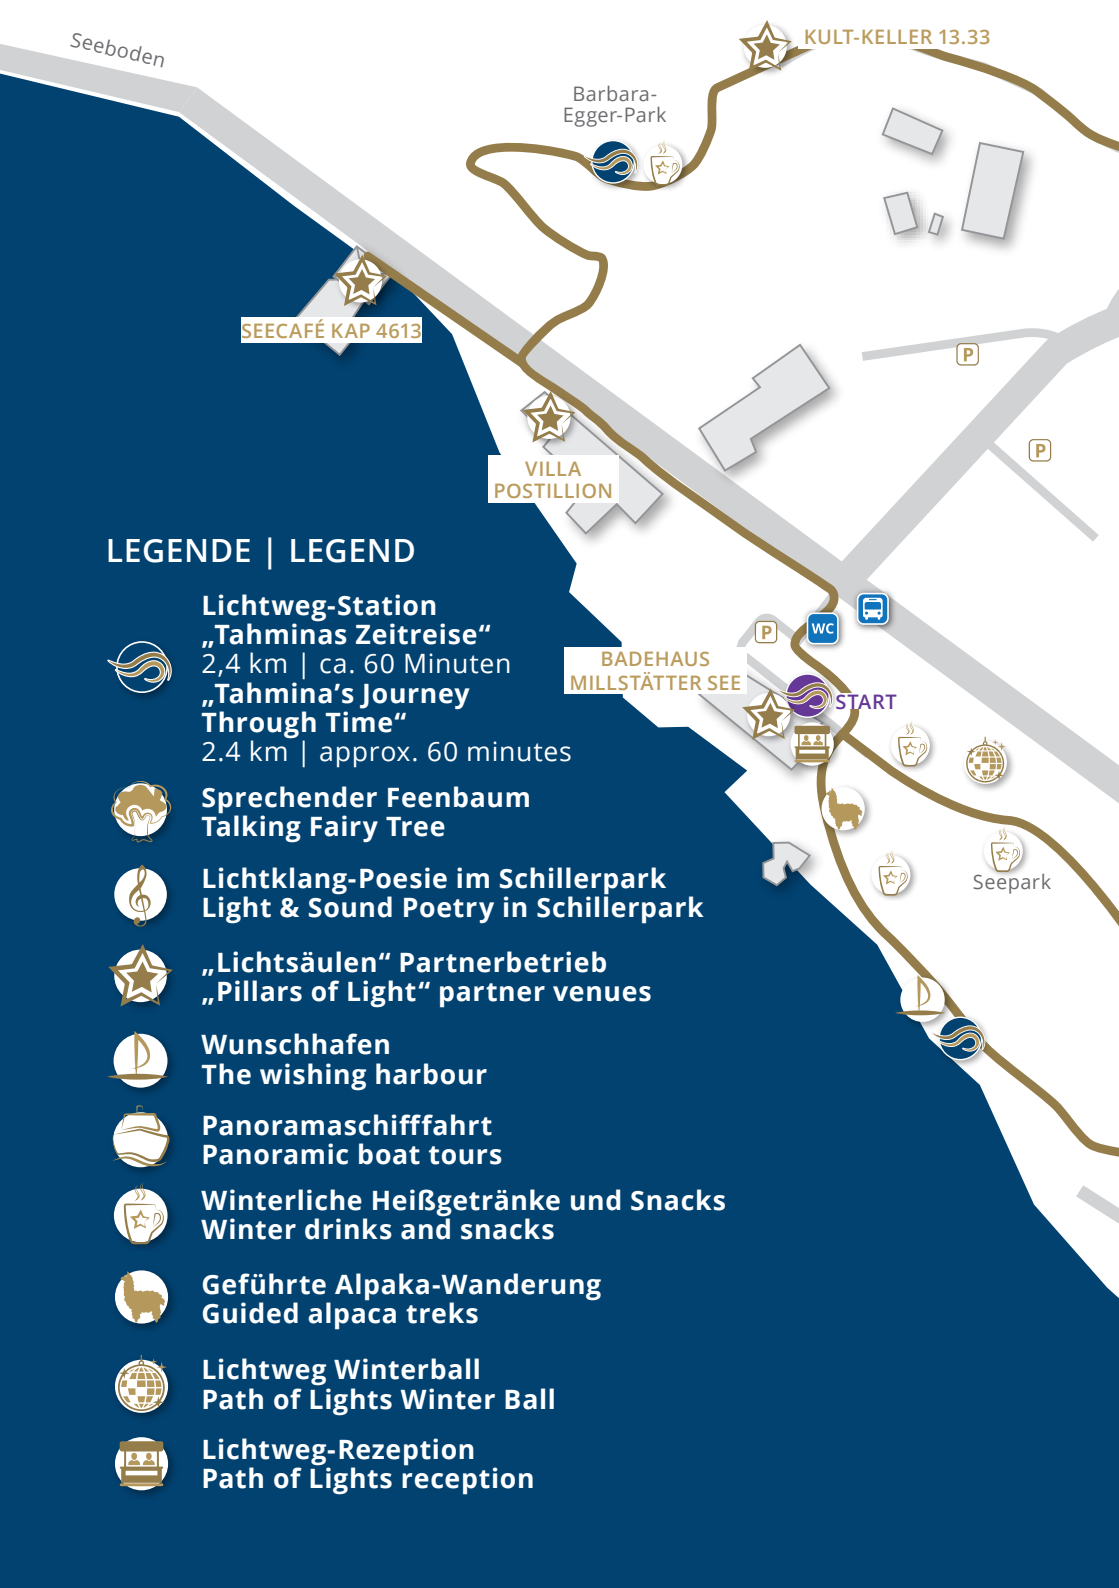 Seeboden
KULT-KELLER 13.33
Barbara-
Egger-Park
SEECAFÉ KAP 4613
P
P
VILLA
POSTILLION
WC
P
BADEHAUS
MILLSTÄTTER SEE
START
Seepark
LEGENDE | LEGEND
Lichtweg-Station
„Tahminas Zeitreise“
2,4 km | ca. 60 Minuten
„Tahmina’s Journey
Through Time“
2.4 km | approx. 60 minutes
Sprechender Feenbaum
Talking Fairy Tree
Lichtklang-Poesie im Schillerpark
Light & Sound Poetry in Schillerpark
„Lichtsäulen“ Partnerbetrieb
„Pillars of Light“ partner venues
Wunschhafen
The wishing harbour
Panoramaschifffahrt
Panoramic boat tours
Winterliche Heißgetränke und Snacks
Winter drinks and snacks
Geführte Alpaka-Wanderung
Guided alpaca treks
Lichtweg Winterball
Path of Lights Winter Ball
Lichtweg-Rezeption
Path of Lights reception